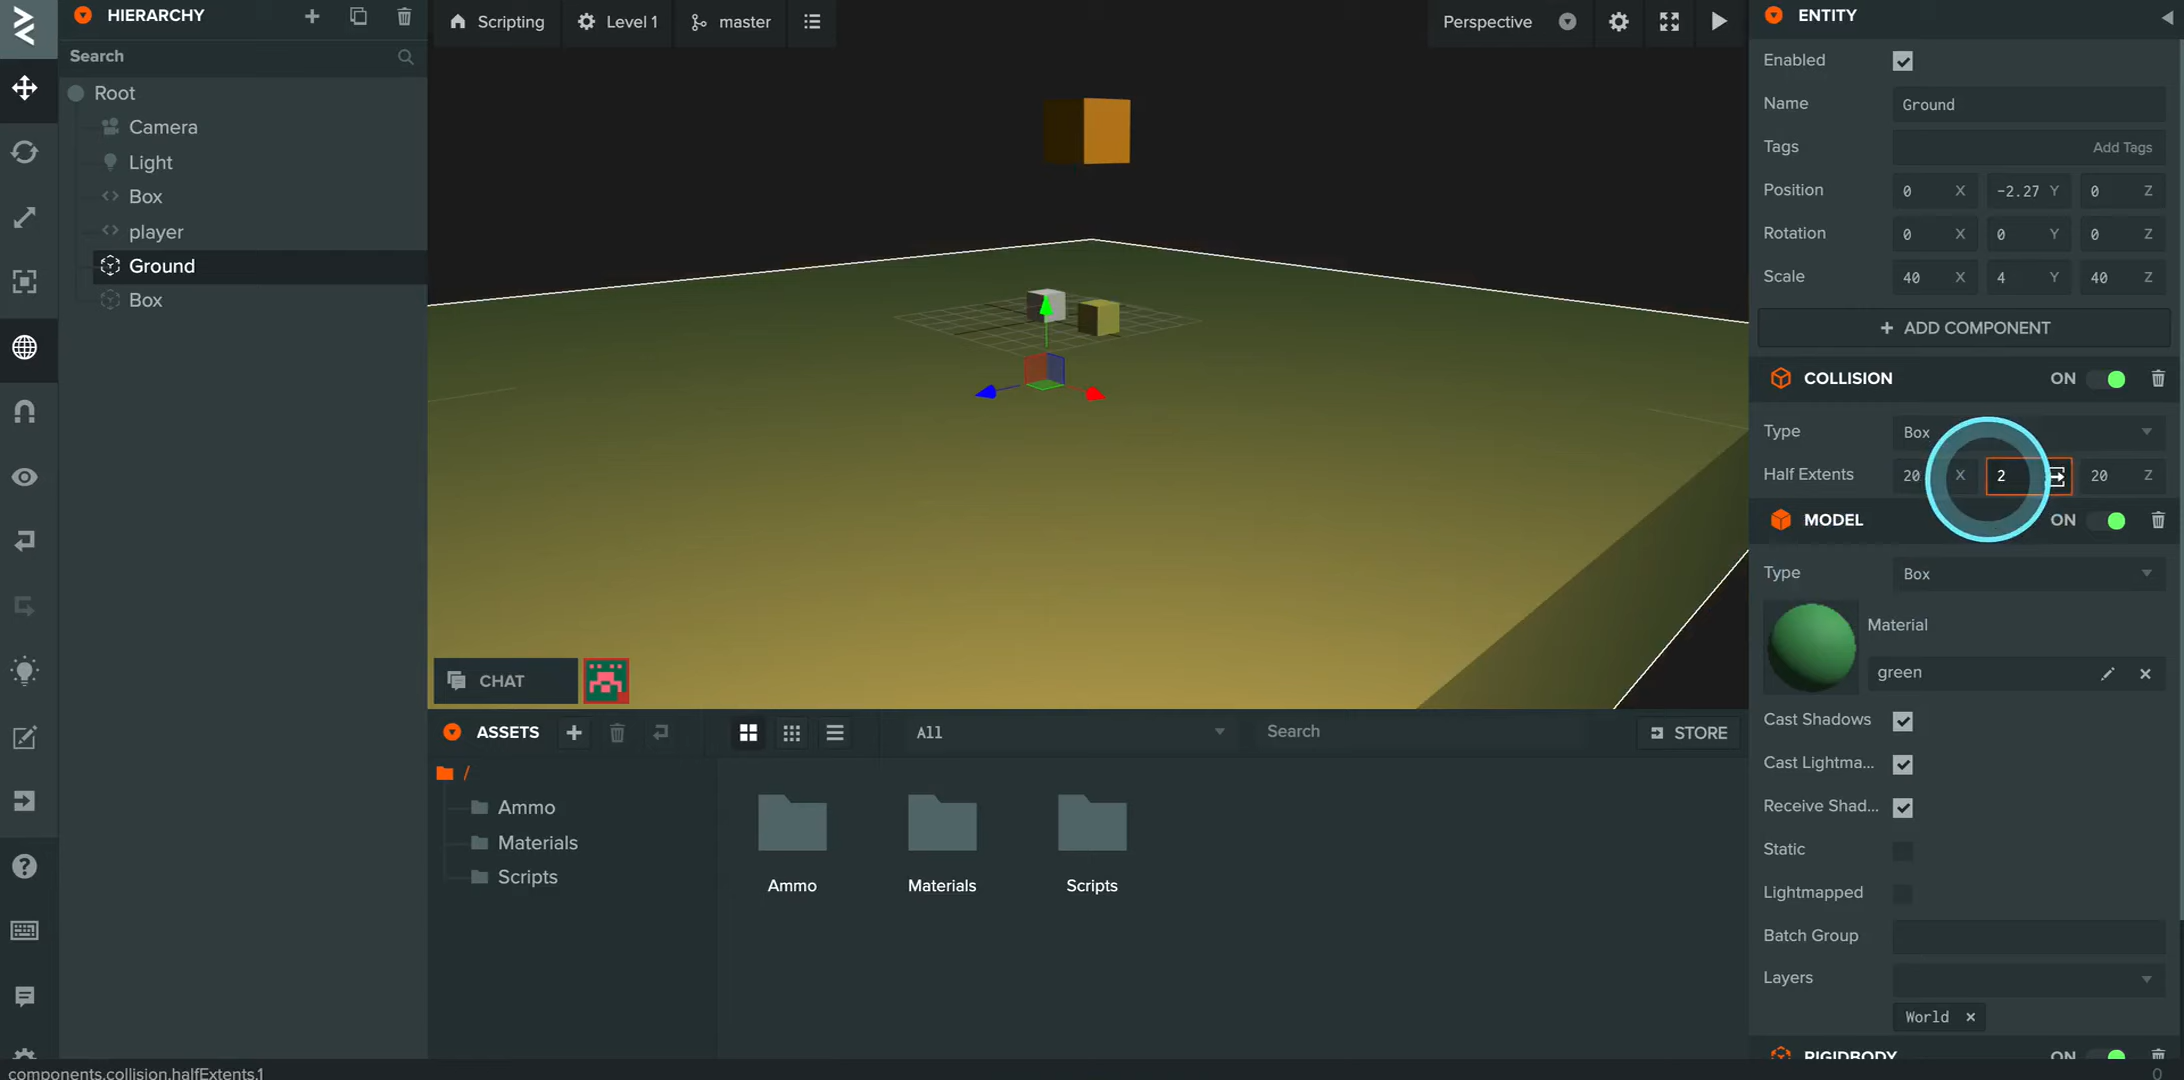 HIERARCHY
Search
Root
Camera
Light
Box
player
Ground
Box
Scripting
Level 1
master
Perspective
CHAT
ASSETS
All
Search
STORE
/
Ammo
Materials
Scripts
Ammo
Materials
Scripts
ENTITY
Enabled
Name Ground
Tags Add Tags
Position 0 X -2.27 Y 0 Z
Rotation 0 X 0 Y 0 Z
Scale 40 X 4 Y 40 Z
+ ADD COMPONENT
COLLISION ON
Type Box
Half Extents 20 X 2 20 Z
MODEL ON
Type Box
Material
green
Cast Shadows
Cast Lightma...
Receive Shad...
Static
Lightmapped
Batch Group
Layers
World ×
RIGIDBODY ON
components.collision.halfExtents.1
0